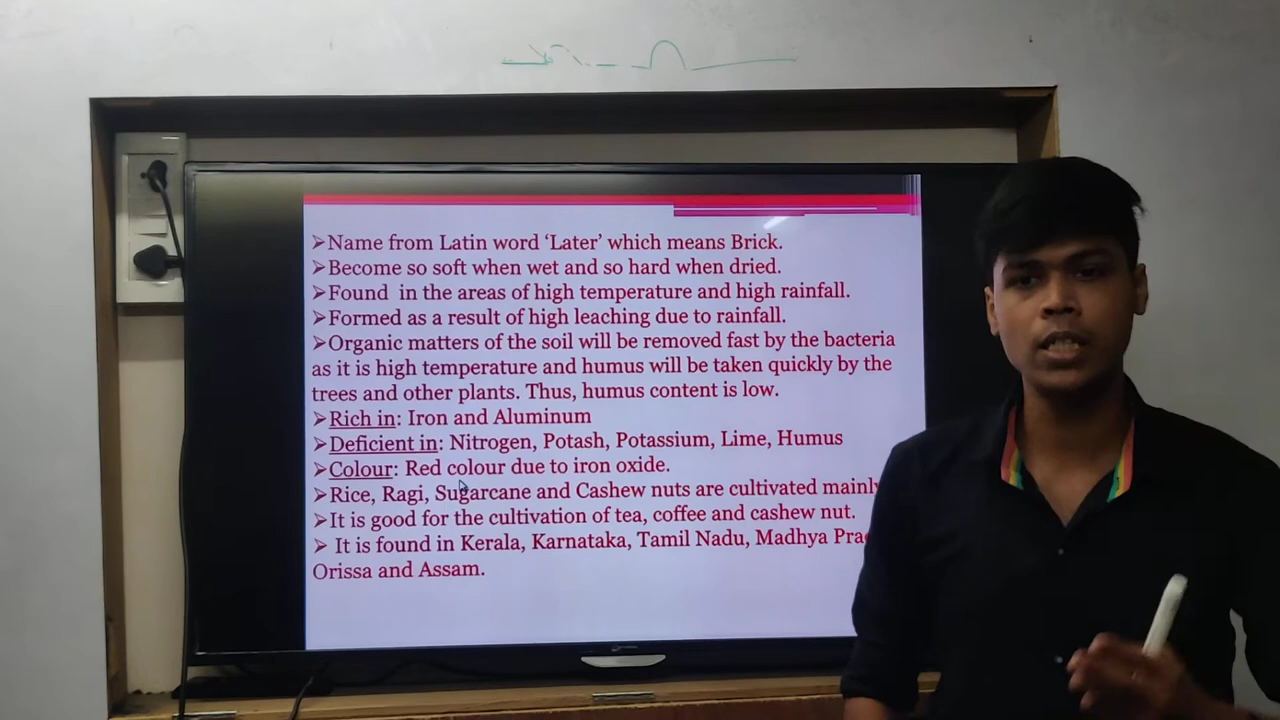 ➢Name from Latin word ‘Later’ which means Brick.
➢Become so soft when wet and so hard when dried.
➢Found in the areas of high temperature and high rainfall.
➢Formed as a result of high leaching due to rainfall.
➢Organic matters of the soil will be removed fast by the bacteria
as it is high temperature and humus will be taken quickly by the
trees and other plants. Thus, humus content is low.
➢Rich in: Iron and Aluminum
➢Deficient in: Nitrogen, Potash, Potassium, Lime, Humus
➢Colour: Red colour due to iron oxide.
➢Rice, Ragi, Sugarcane and Cashew nuts are cultivated mainly
➢It is good for the cultivation of tea, coffee and cashew nut.
➢ It is found in Kerala, Karnataka, Tamil Nadu, Madhya
Orissa and Assam.